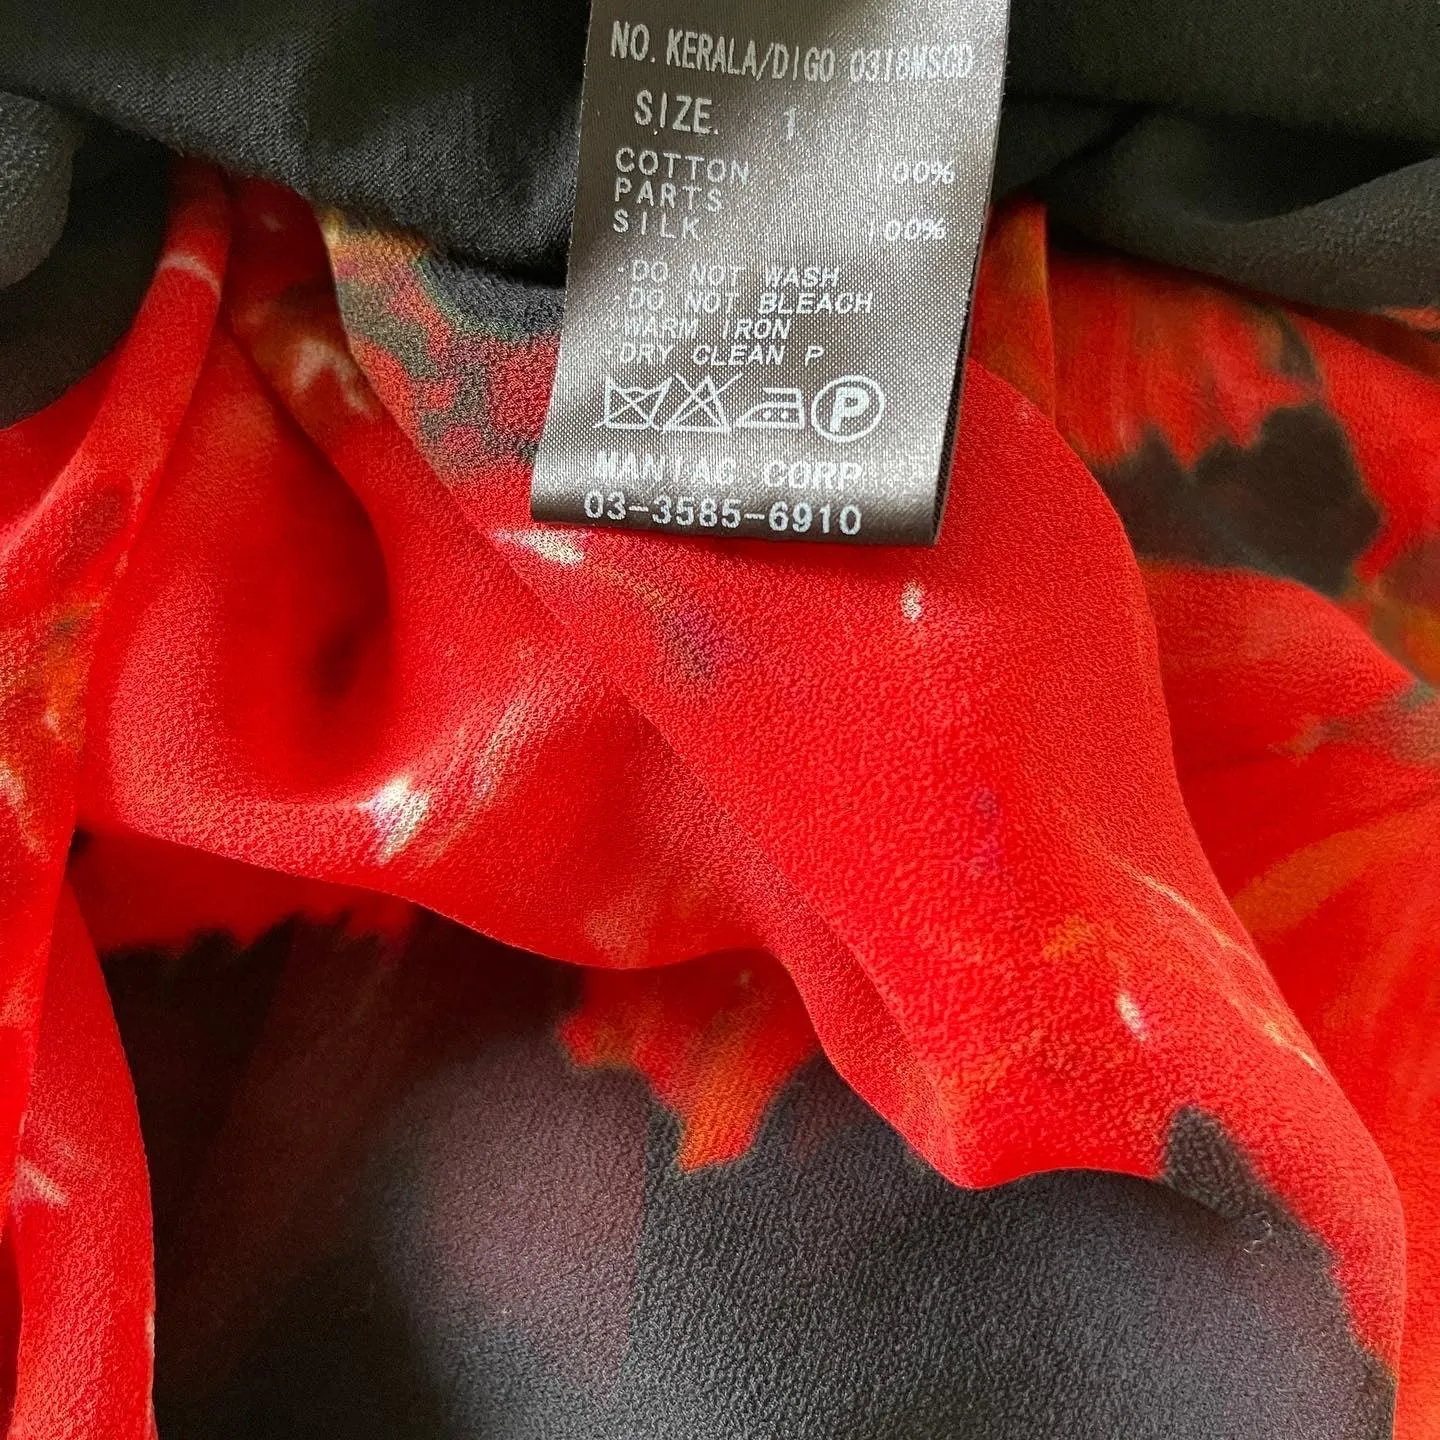 NO. KERALA/DIGO 0318MSCD
SIZE. 1
COTTON 100%
PARTS
SILK 100%
·DO NOT WASH
·DO NOT BLEACH
·WARM IRON
·DRY CLEAN P
P
MANIAC CORP
03-3585-6910